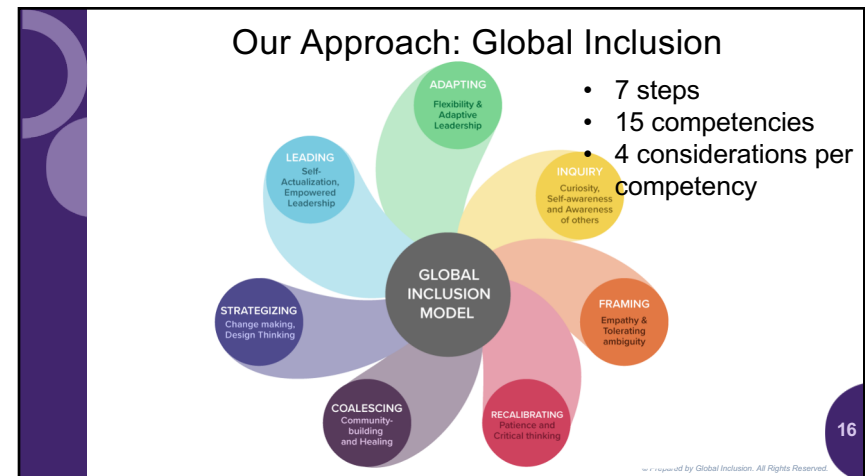 Our Approach: Global Inclusion
• 7 steps
• 15 competencies
• 4 considerations per
competency
ADAPTING
Flexibility &
Adaptive
Leadership
INQUIRY
Curiosity,
Self-awareness
and Awareness
of others
FRAMING
Empathy &
Tolerating
ambiguity
RECALIBRATING
Patience and
Critical thinking
COALESCING
Community-
building
and Healing
STRATEGIZING
Change making,
Design Thinking
LEADING
Self-
Actualization,
Empowered
Leadership
GLOBAL
INCLUSION
MODEL
16
© Prepared by Global Inclusion. All Rights Reserved.